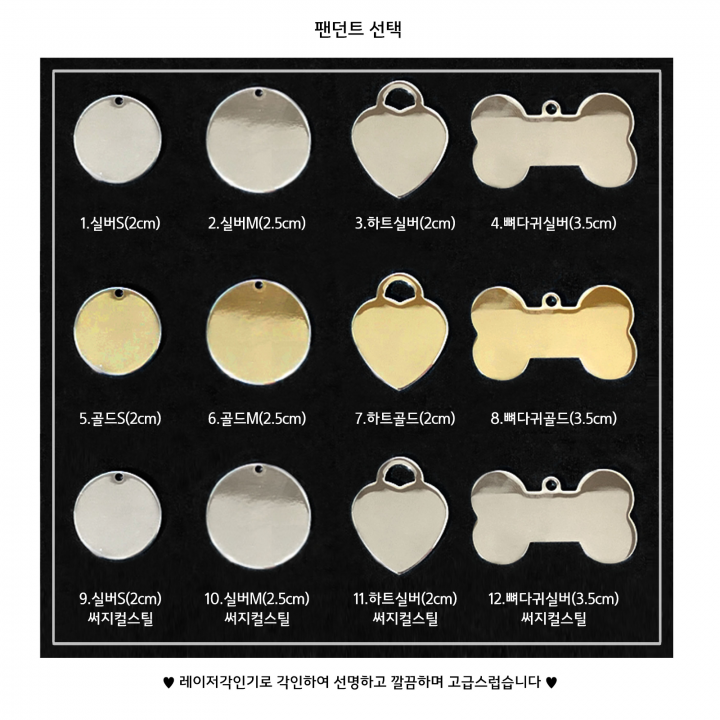 팬던트 선택
1.실버S(2cm)
2.실버M(2.5cm)
3.하트실버(2cm)
4.뼈다귀실버(3.5cm)
5.골드S(2cm)
6.골드M(2.5cm)
7.하트골드(2cm)
8.뼈다귀골드(3.5cm)
9.실버S(2cm)
써지컬스틸
10.실버M(2.5cm)
써지컬스틸
11.하트실버(2cm)
써지컬스틸
12.뼈다귀실버(3.5cm)
써지컬스틸
♥ 레이저각인기로 각인하여 선명하고 깔끔하며 고급스럽습니다 ♥